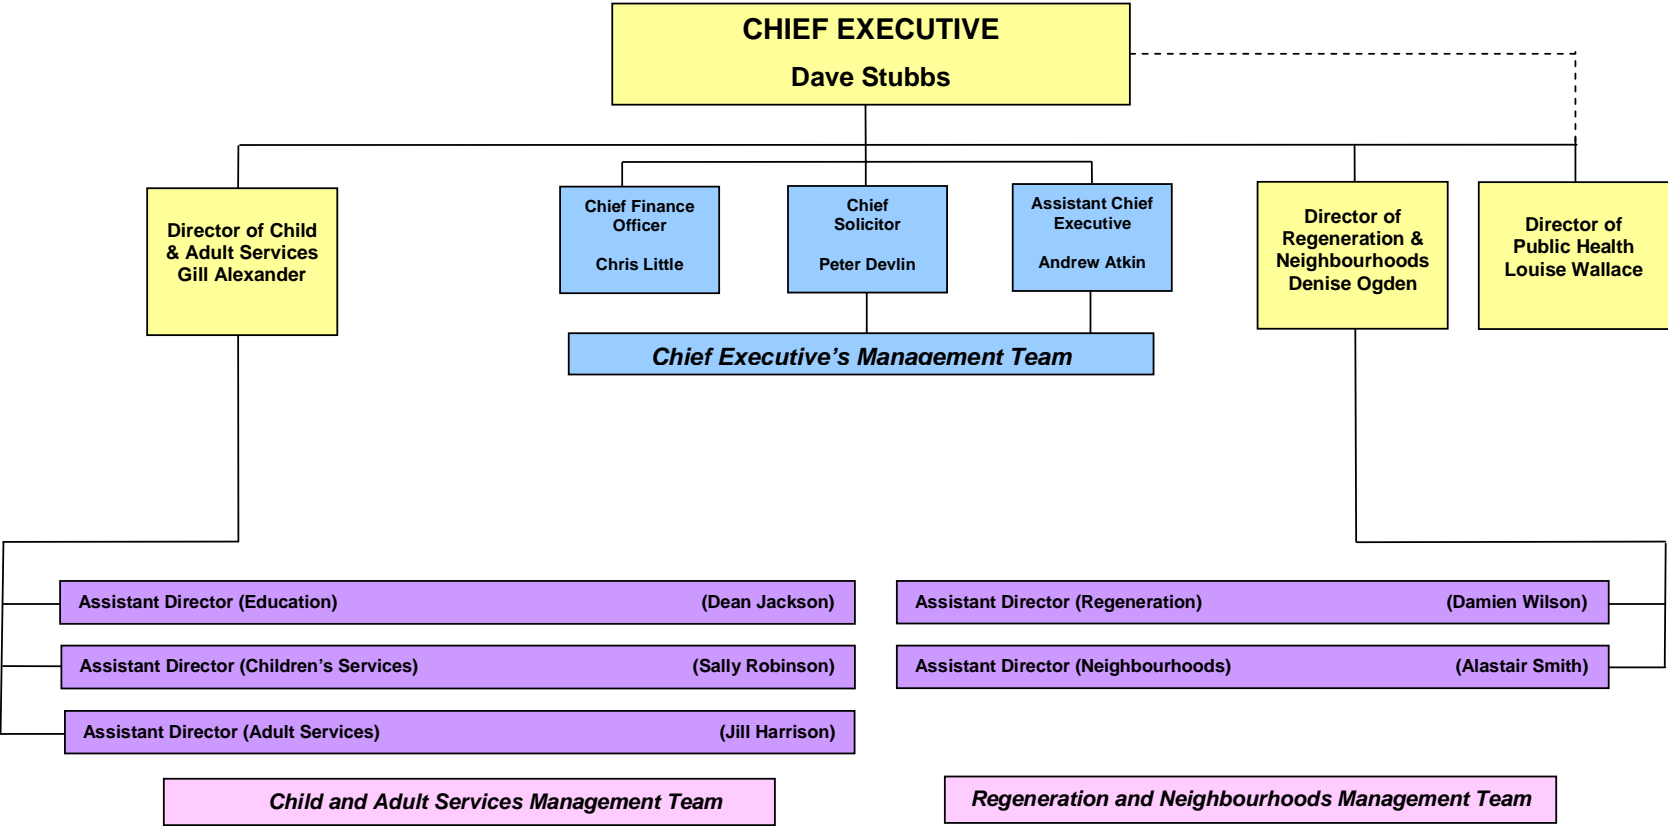 CHIEF EXECUTIVE
Dave Stubbs
Director of Child
& Adult Services
Gill Alexander
Chief Finance
Officer
Chris Little
Chief
Solicitor
Peter Devlin
Assistant Chief
Executive
Andrew Atkin
Director of
Regeneration &
Neighbourhoods
Denise Ogden
Director of
Public Health
Louise Wallace
Chief Executive's Management Team
Assistant Director (Education) (Dean Jackson)
Assistant Director (Children's Services) (Sally Robinson)
Assistant Director (Adult Services) (Jill Harrison)
Child and Adult Services Management Team
Assistant Director (Regeneration) (Damien Wilson)
Assistant Director (Neighbourhoods) (Alastair Smith)
Regeneration and Neighbourhoods Management Team